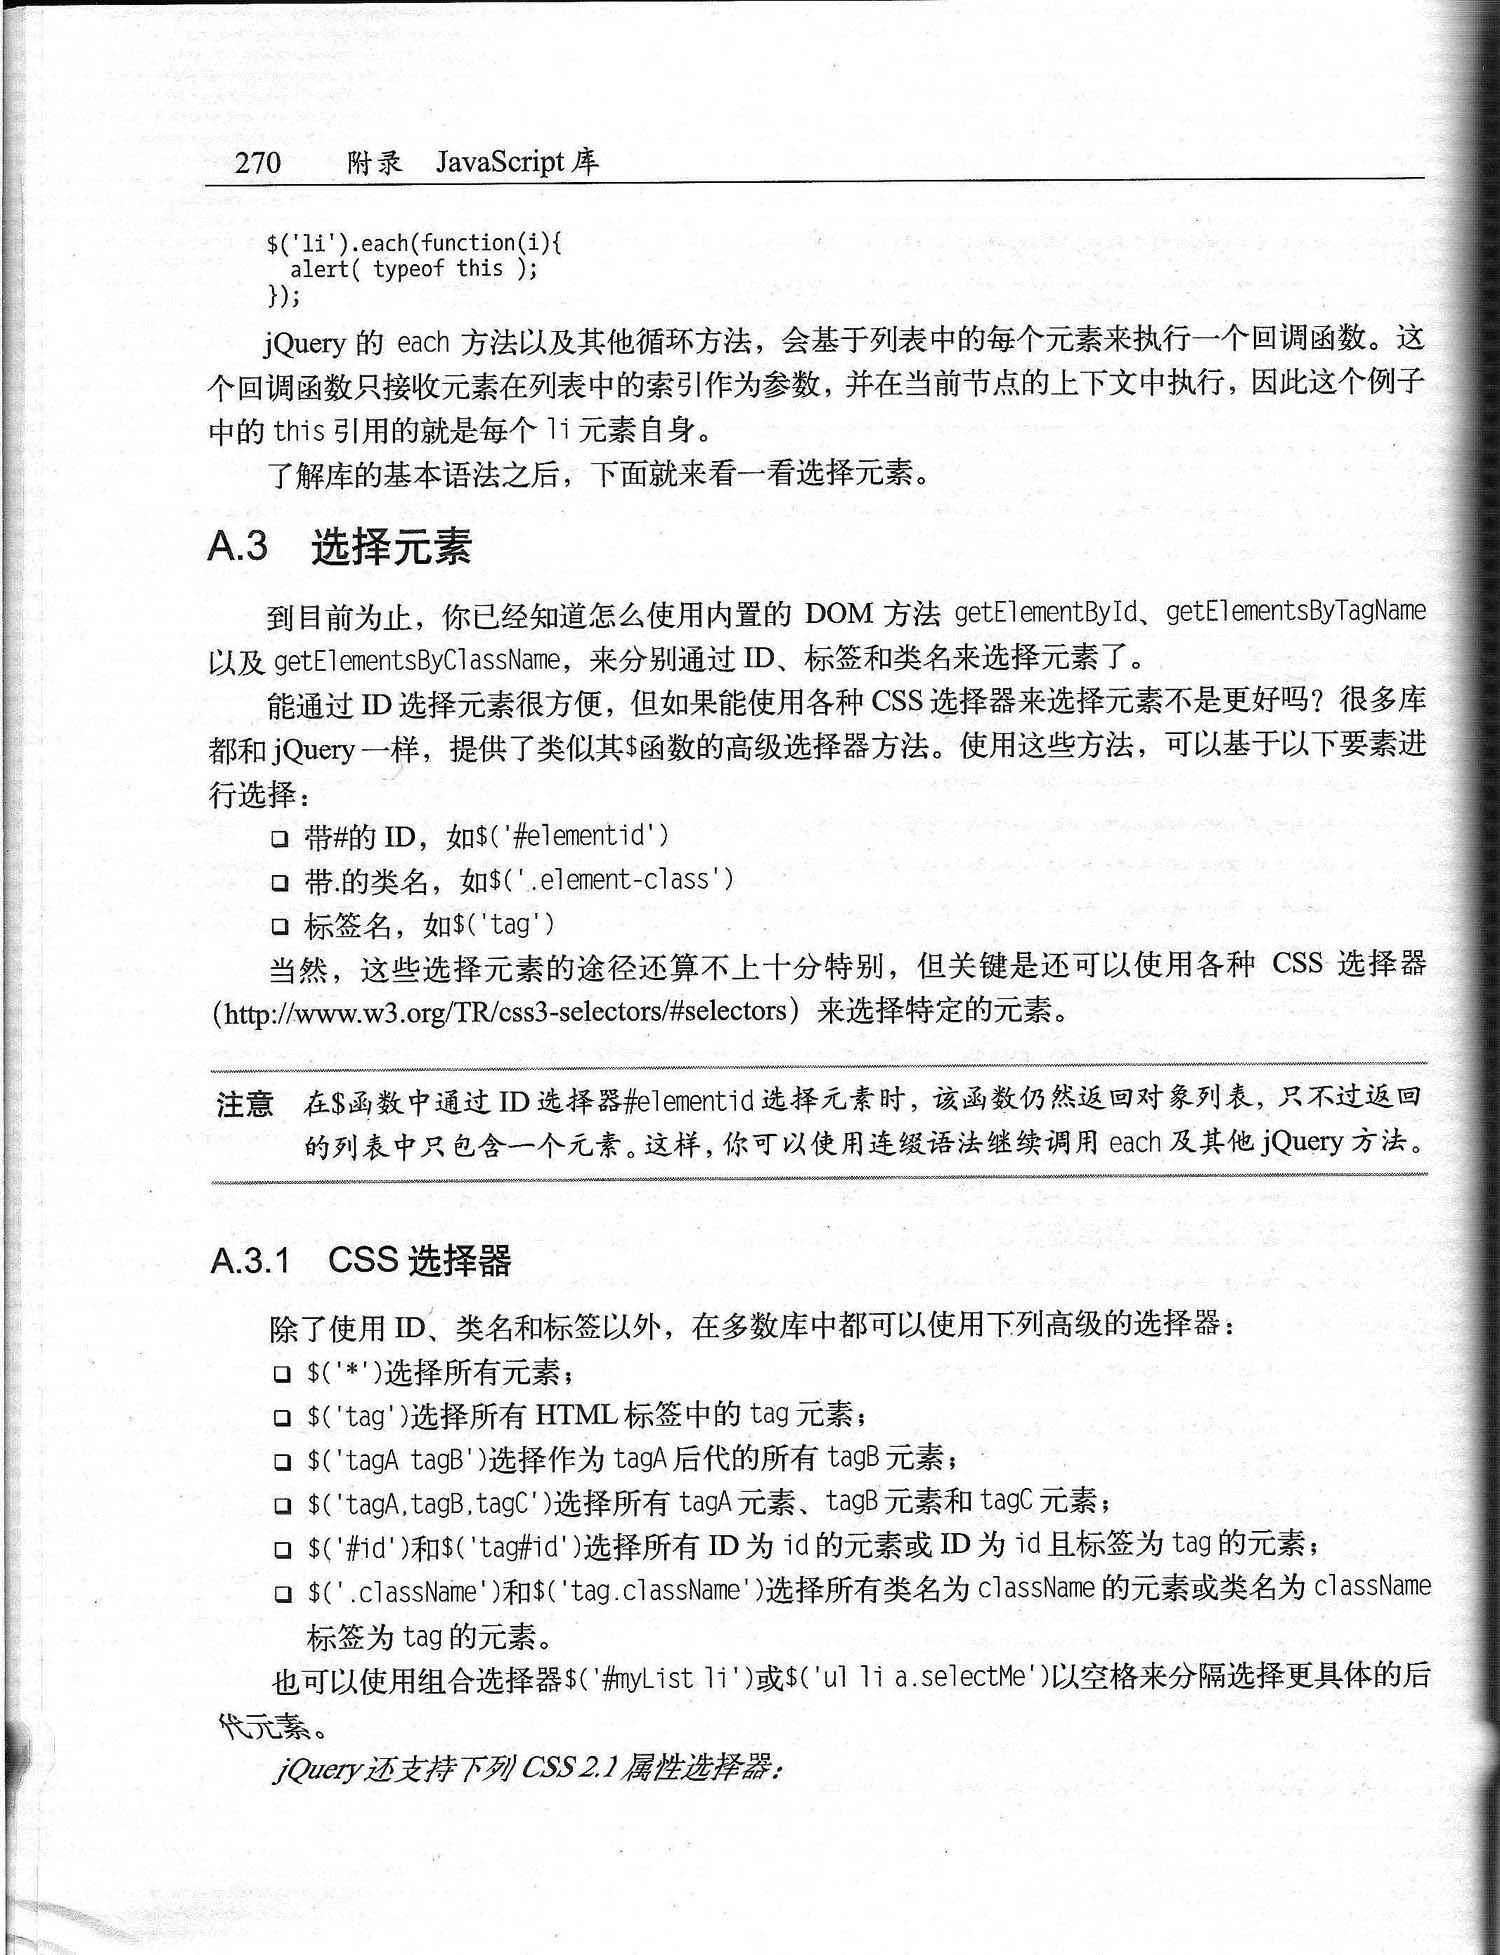 270 附录 JavaScript 库
$('li').each(function(i){
alert( typeof this );
});
jQuery 的 each 方法以及其他循环方法，会基于列表中的每个元素来执行一个回调函数。这
个回调函数只接收元素在列表中的索引作为参数，并在当前节点的上下文中执行，因此这个例子
中的 this 引用的就是每个 li 元素自身。
了解库的基本语法之后，下面就来看一看选择元素。
A.3 选择元素
到目前为止，你已经知道怎么使用内置的 DOM 方法 getElementById、getElementsByTagName
以及 getElementsByClassName，来分别通过 ID、标签和类名来选择元素了。
能通过 ID 选择元素很方便，但如果能使用各种 CSS 选择器来选择元素不是更好吗？很多库
都和 jQuery 一样，提供了类似其$函数的高级选择器方法。使用这些方法，可以基于以下要素进
行选择：
❑ 带#的 ID，如$('#elementid')
❑ 带.的类名，如$('.element-class')
❑ 标签名，如$('tag')
当然，这些选择元素的途径还算不上十分特别，但关键是还可以使用各种 CSS 选择器
（http://www.w3.org/TR/css3-selectors/#selectors）来选择特定的元素。
注意 在$函数中通过 ID 选择器#elementid 选择元素时，该函数仍然返回对象列表，只不过返回
的列表中只包含一个元素。这样，你可以使用连缀语法继续调用 each 及其他 jQuery 方法。
A.3.1 CSS 选择器
除了使用 ID、类名和标签以外，在多数库中都可以使用下列高级的选择器：
❑ $('*')选择所有元素；
❑ $('tag')选择所有 HTML 标签中的 tag 元素；
❑ $('tagA tagB')选择作为 tagA 后代的所有 tagB 元素；
❑ $('tagA,tagB,tagC')选择所有 tagA 元素、tagB 元素和 tagC 元素；
❑ $('#id')和$('tag#id')选择所有 ID 为 id 的元素或 ID 为 id 且标签为 tag 的元素；
❑ $('.className')和$('tag.className')选择所有类名为 className 的元素或类名为 className
标签为 tag 的元素。
也可以使用组合选择器$('#myList li')或$('ul li a.selectMe')以空格来分隔选择更具体的后
代元素。
jQuery 还支持下列 CSS 2.1 属性选择器：